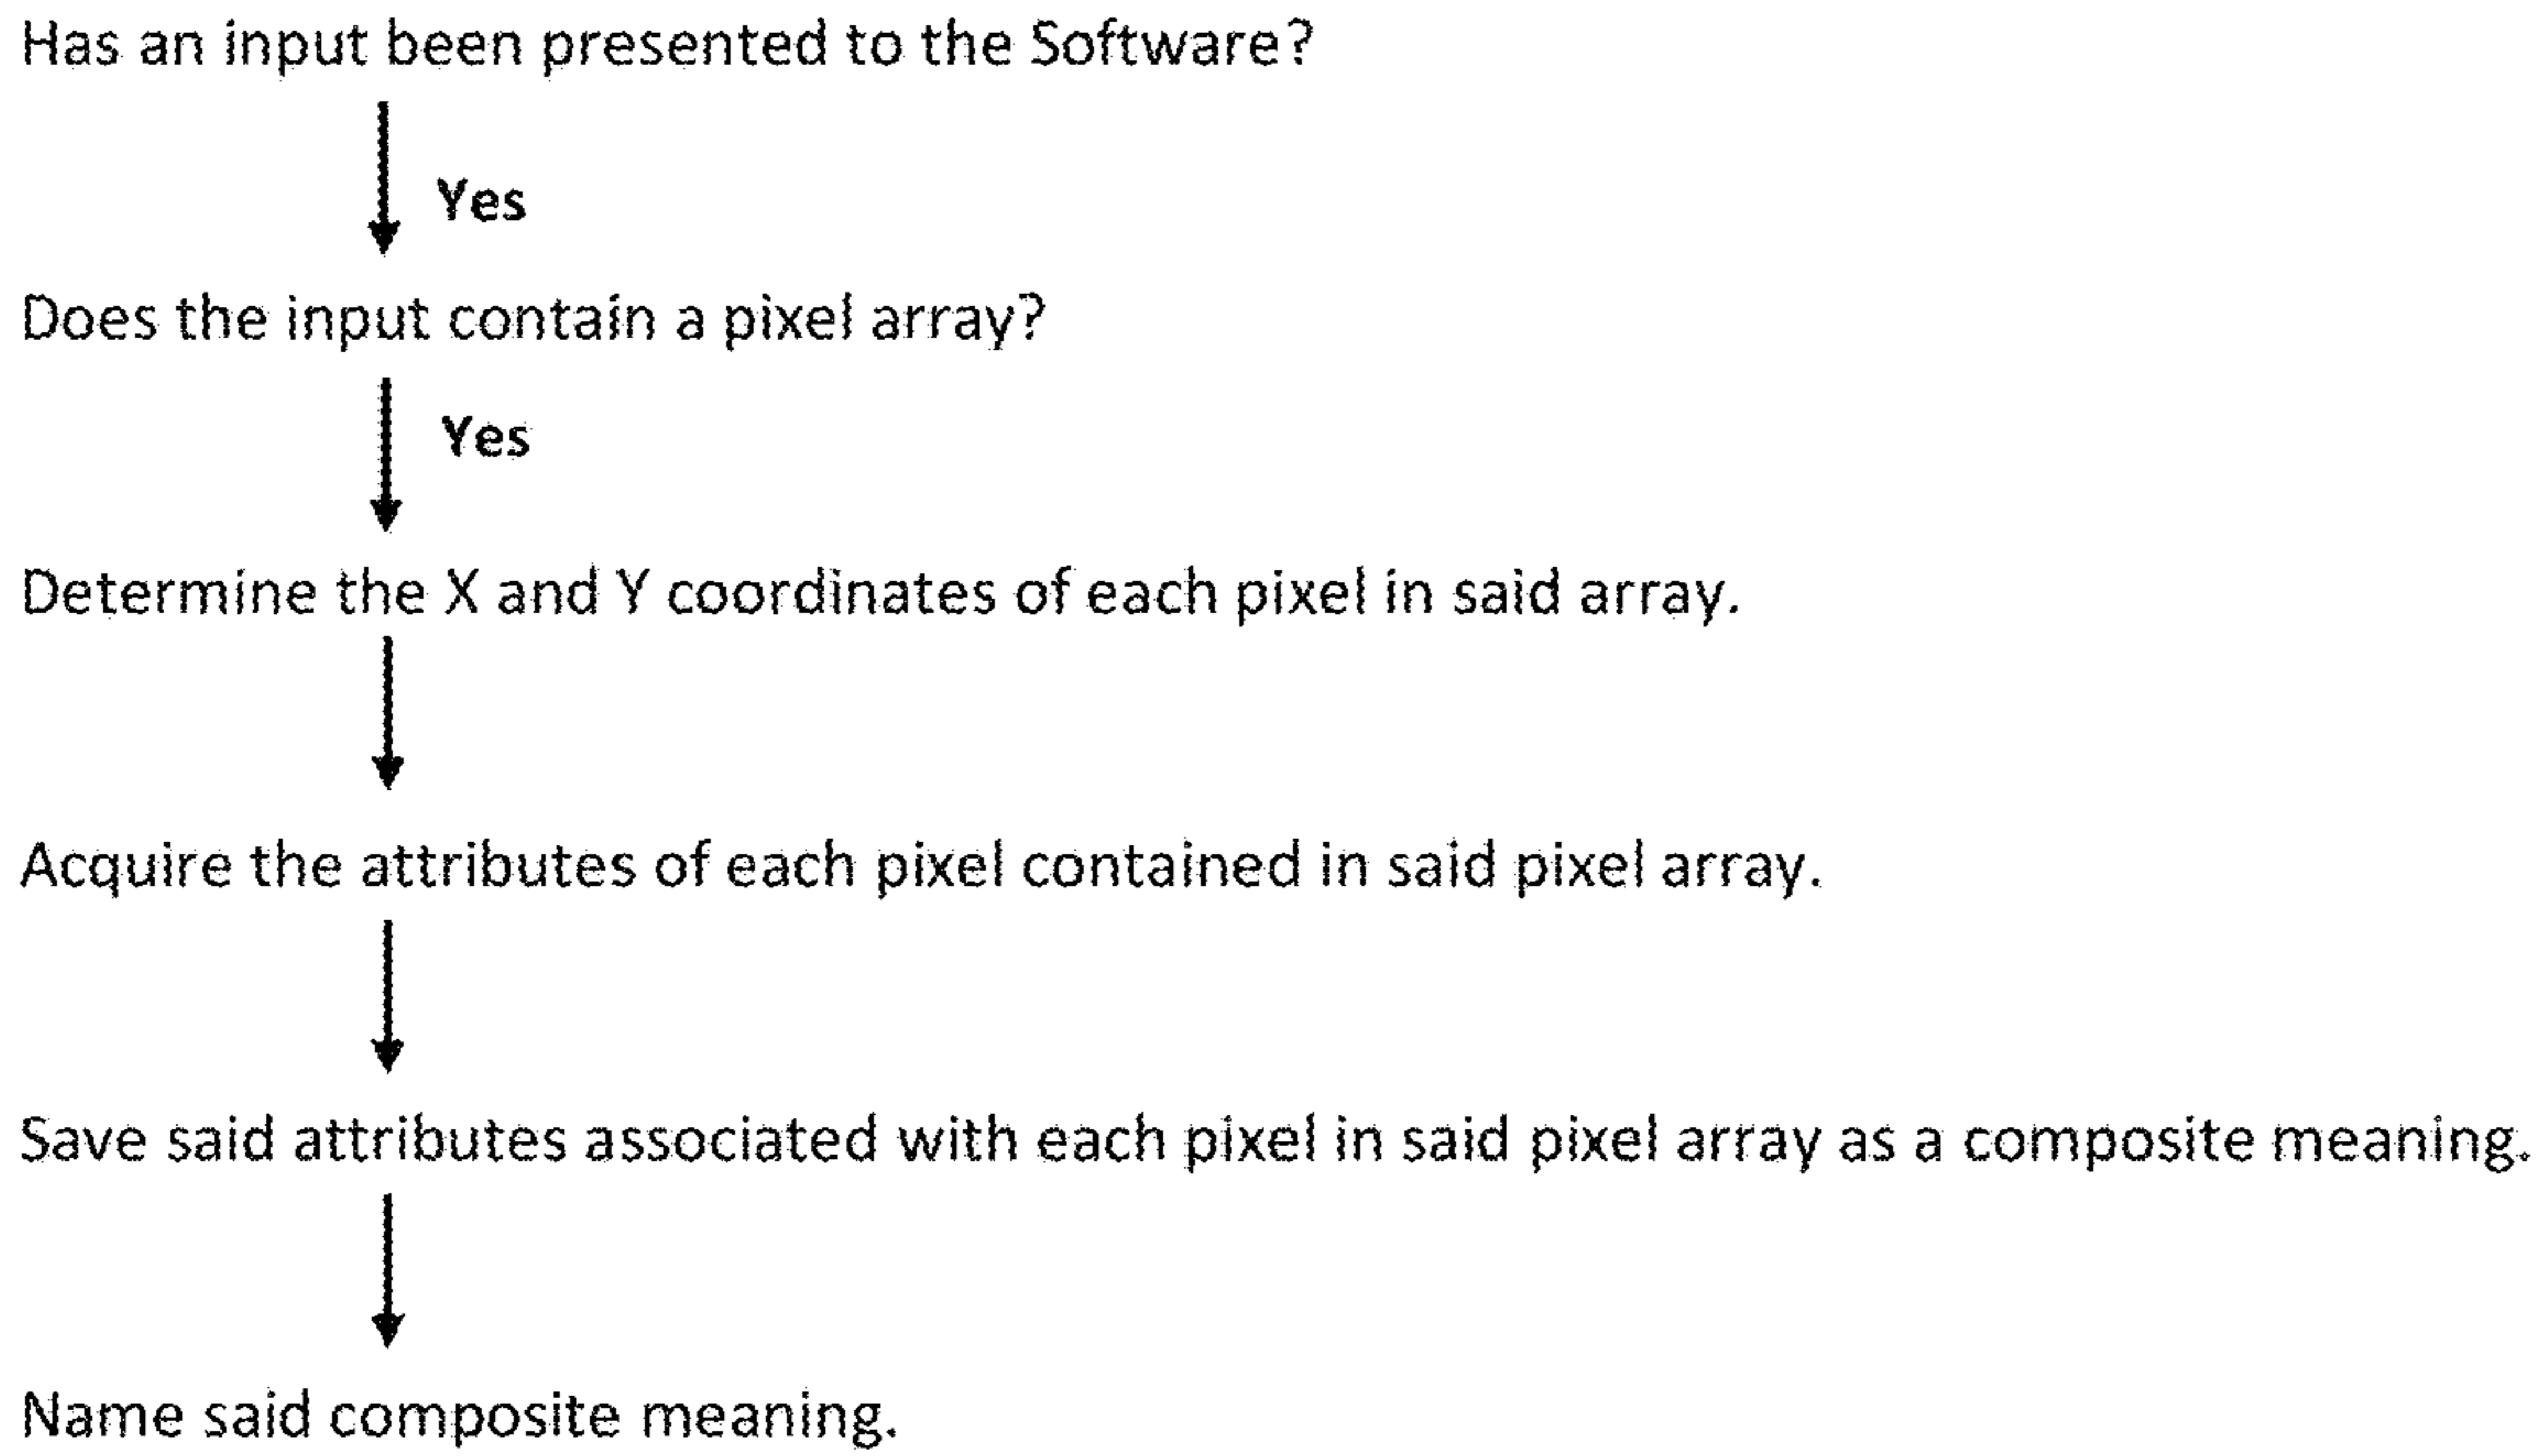 Has an input been presented to the Software?
Yes
Does the input contain a pixel array?
Yes
Determine the X and Y coordinates of each pixel in said array.
Acquire the attributes of each pixel contained in said pixel array.
Save said attributes associated with each pixel in said pixel array as a composite meaning.
Name said composite meaning.